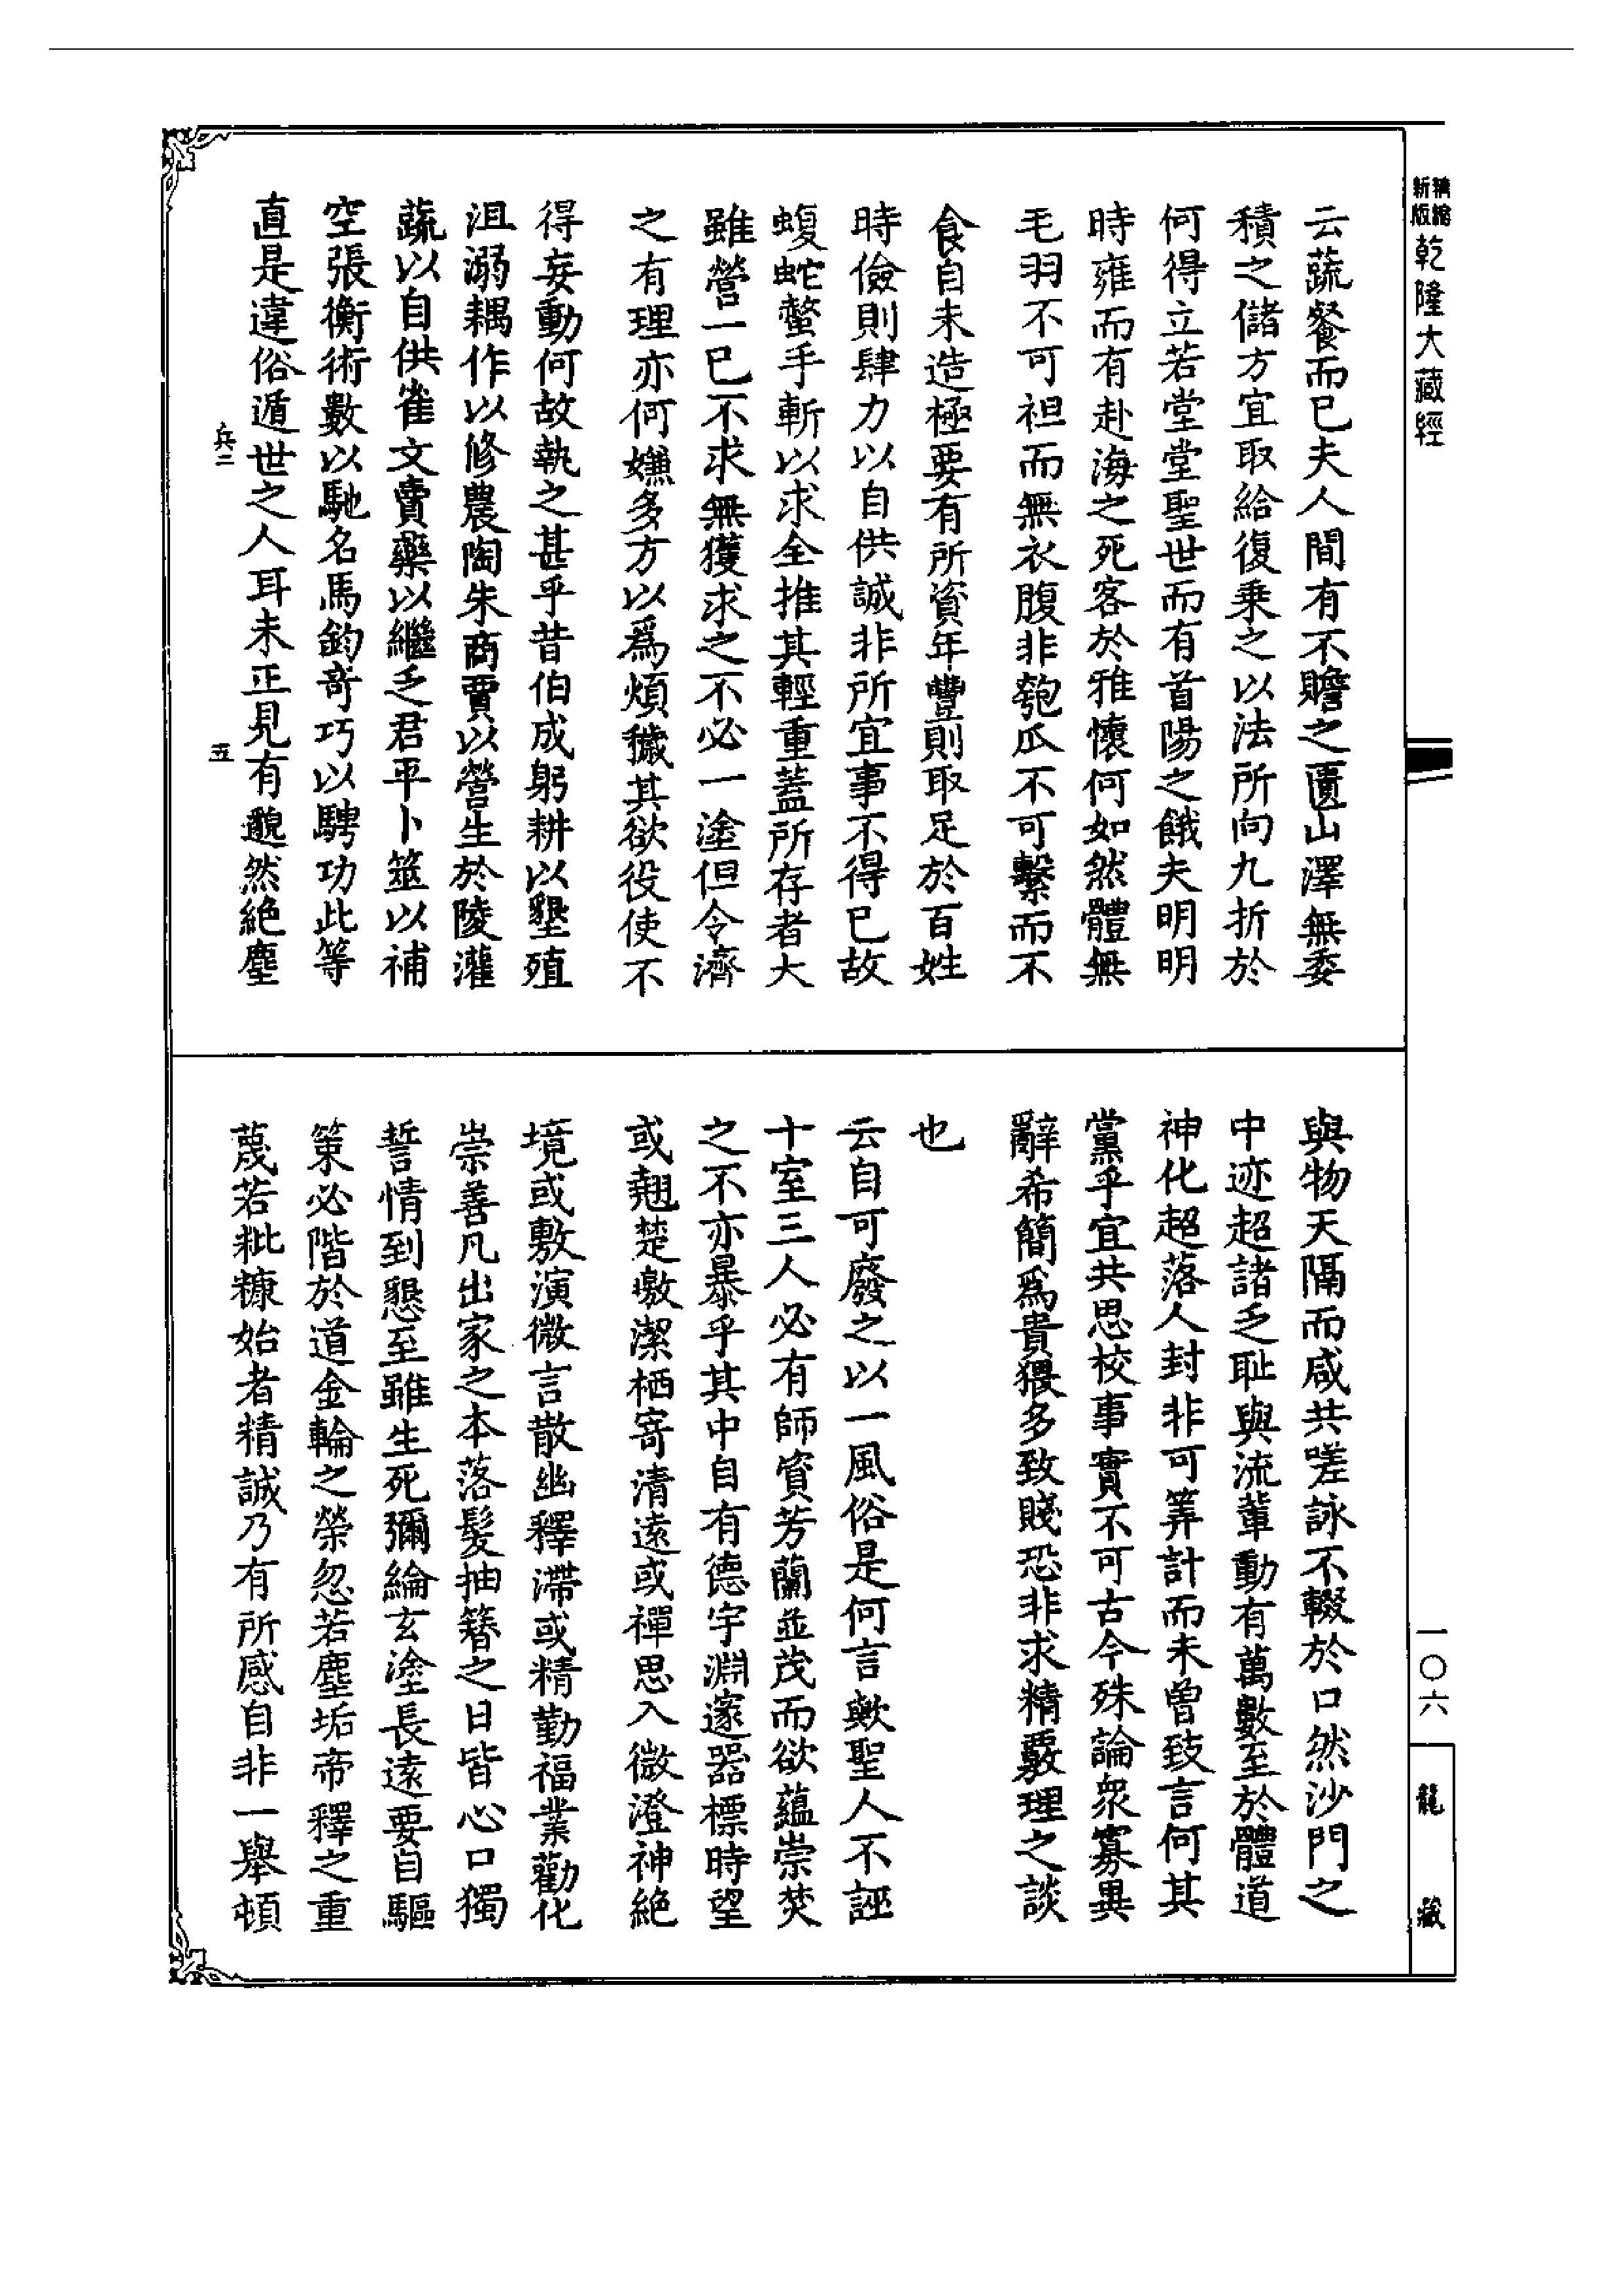 新版精縮
乾隆大藏經
云蔬餐而已夫人間有不贍之匱山澤無委
積之儲方宜取給復乗之以法所向九折於
何得立若堂堂聖世而有首陽之餓夫明明
時雍而有赴海之死客於雅懷何如然體無
毛羽不可袒而無衣腹非匏瓜不可繫而不
食自未造極要有所資年豐則取足於百姓
時儉則肆力以自供誠非所宜事不得已故
蝮蛇螫手斬以求全推其輕重蓋所存者大
雖營一已不求無獲求之不必一塗但令濟
之有理亦何嫌多方以爲煩穢其欲役使不
得妄動何故執之甚乎昔伯成躬耕以墾殖
沮溺耦作以修農陶朱商賈以營生於陵灌
蔬以自供崔文賣藥以繼乏君平卜筮以補
空張衡術數以馳名馬鈞奇巧以騁功此等
直是違俗遁世之人耳未正見有邈然絕塵
兵二
五
與物天隔而咸共嗟詠不輟於口然沙門之
中迹超諸乏耻與流輩動有萬數至於體道
神化超落人封非可筭計而未曾致言何其
黨乎宜共思校事實不可古今殊論衆寡異
辭希簡爲貴猥多致賤恐非求精覈理之談
也
云自可廢之以一風俗是何言歟聖人不誣
十室三人必有師資芳蘭並茂而欲蘊崇焚
之不亦暴乎其中自有德宇淵邃器標時望
或翹楚皦潔栖寄清遠或禪思入微澄神絕
境或敷演微言散幽釋滯或精勤福業勸化
崇善凡出家之本落髮抽簪之日皆心口獨
誓情到懇至雖生死彌綸玄塗長遠要自驅
策必階於道金輪之榮忽若塵垢帝釋之重
蔑若粃糠始者精誠乃有所感自非一舉頓
一〇六
龍藏